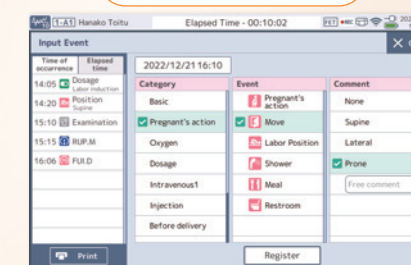 [1-A1] Hanako Toitu Elapsed Time - 00:10:02
Input Event
Time of occurrence Elapsed time
14:05 Dosage
Labor induction
14:20 Position
Supine
15:10 Examination
15:15 RUP.M
16:06 FUI.D
Print
2022/12/21 16:10
Category
Basic
Pregnant's action
Oxygen
Dosage
Intravenous1
Injection
Before delivery
Event
Pregnant's action
Move
Labor Position
Shower
Meal
Restroom
Comment
None
Supine
Lateral
Prone
Free comment
Register